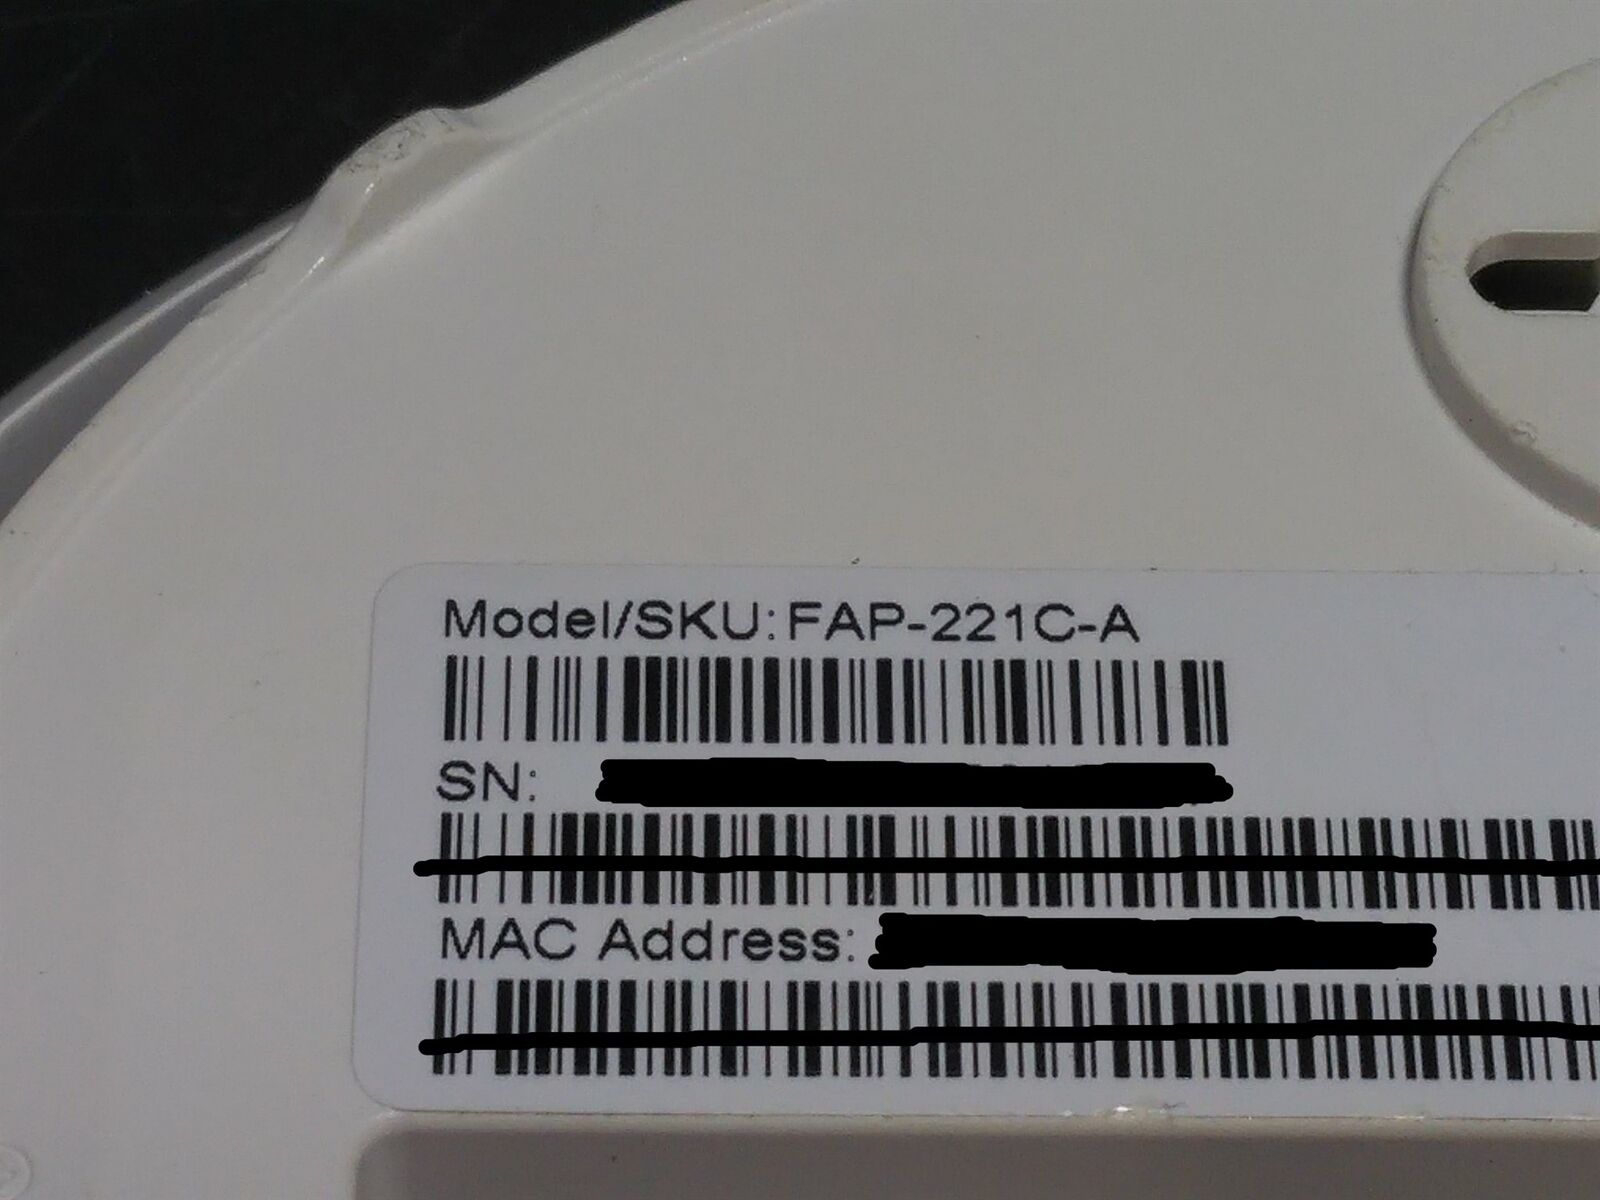 Model/SKU: FAP-221C-A
SN:
MAC Address: